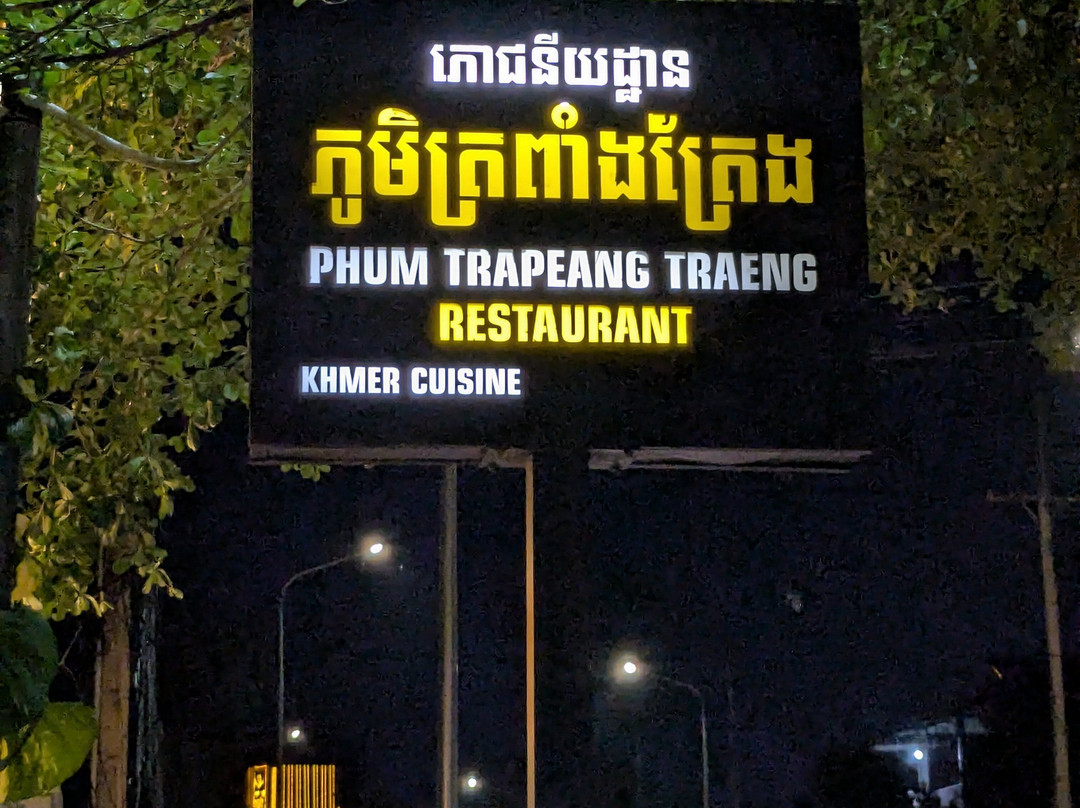 ភោជនីយដ្ឋាន
ភូមិត្រពាំងត្រែង
PHUM TRAPEANG TRAENG
RESTAURANT
KHMER CUISINE